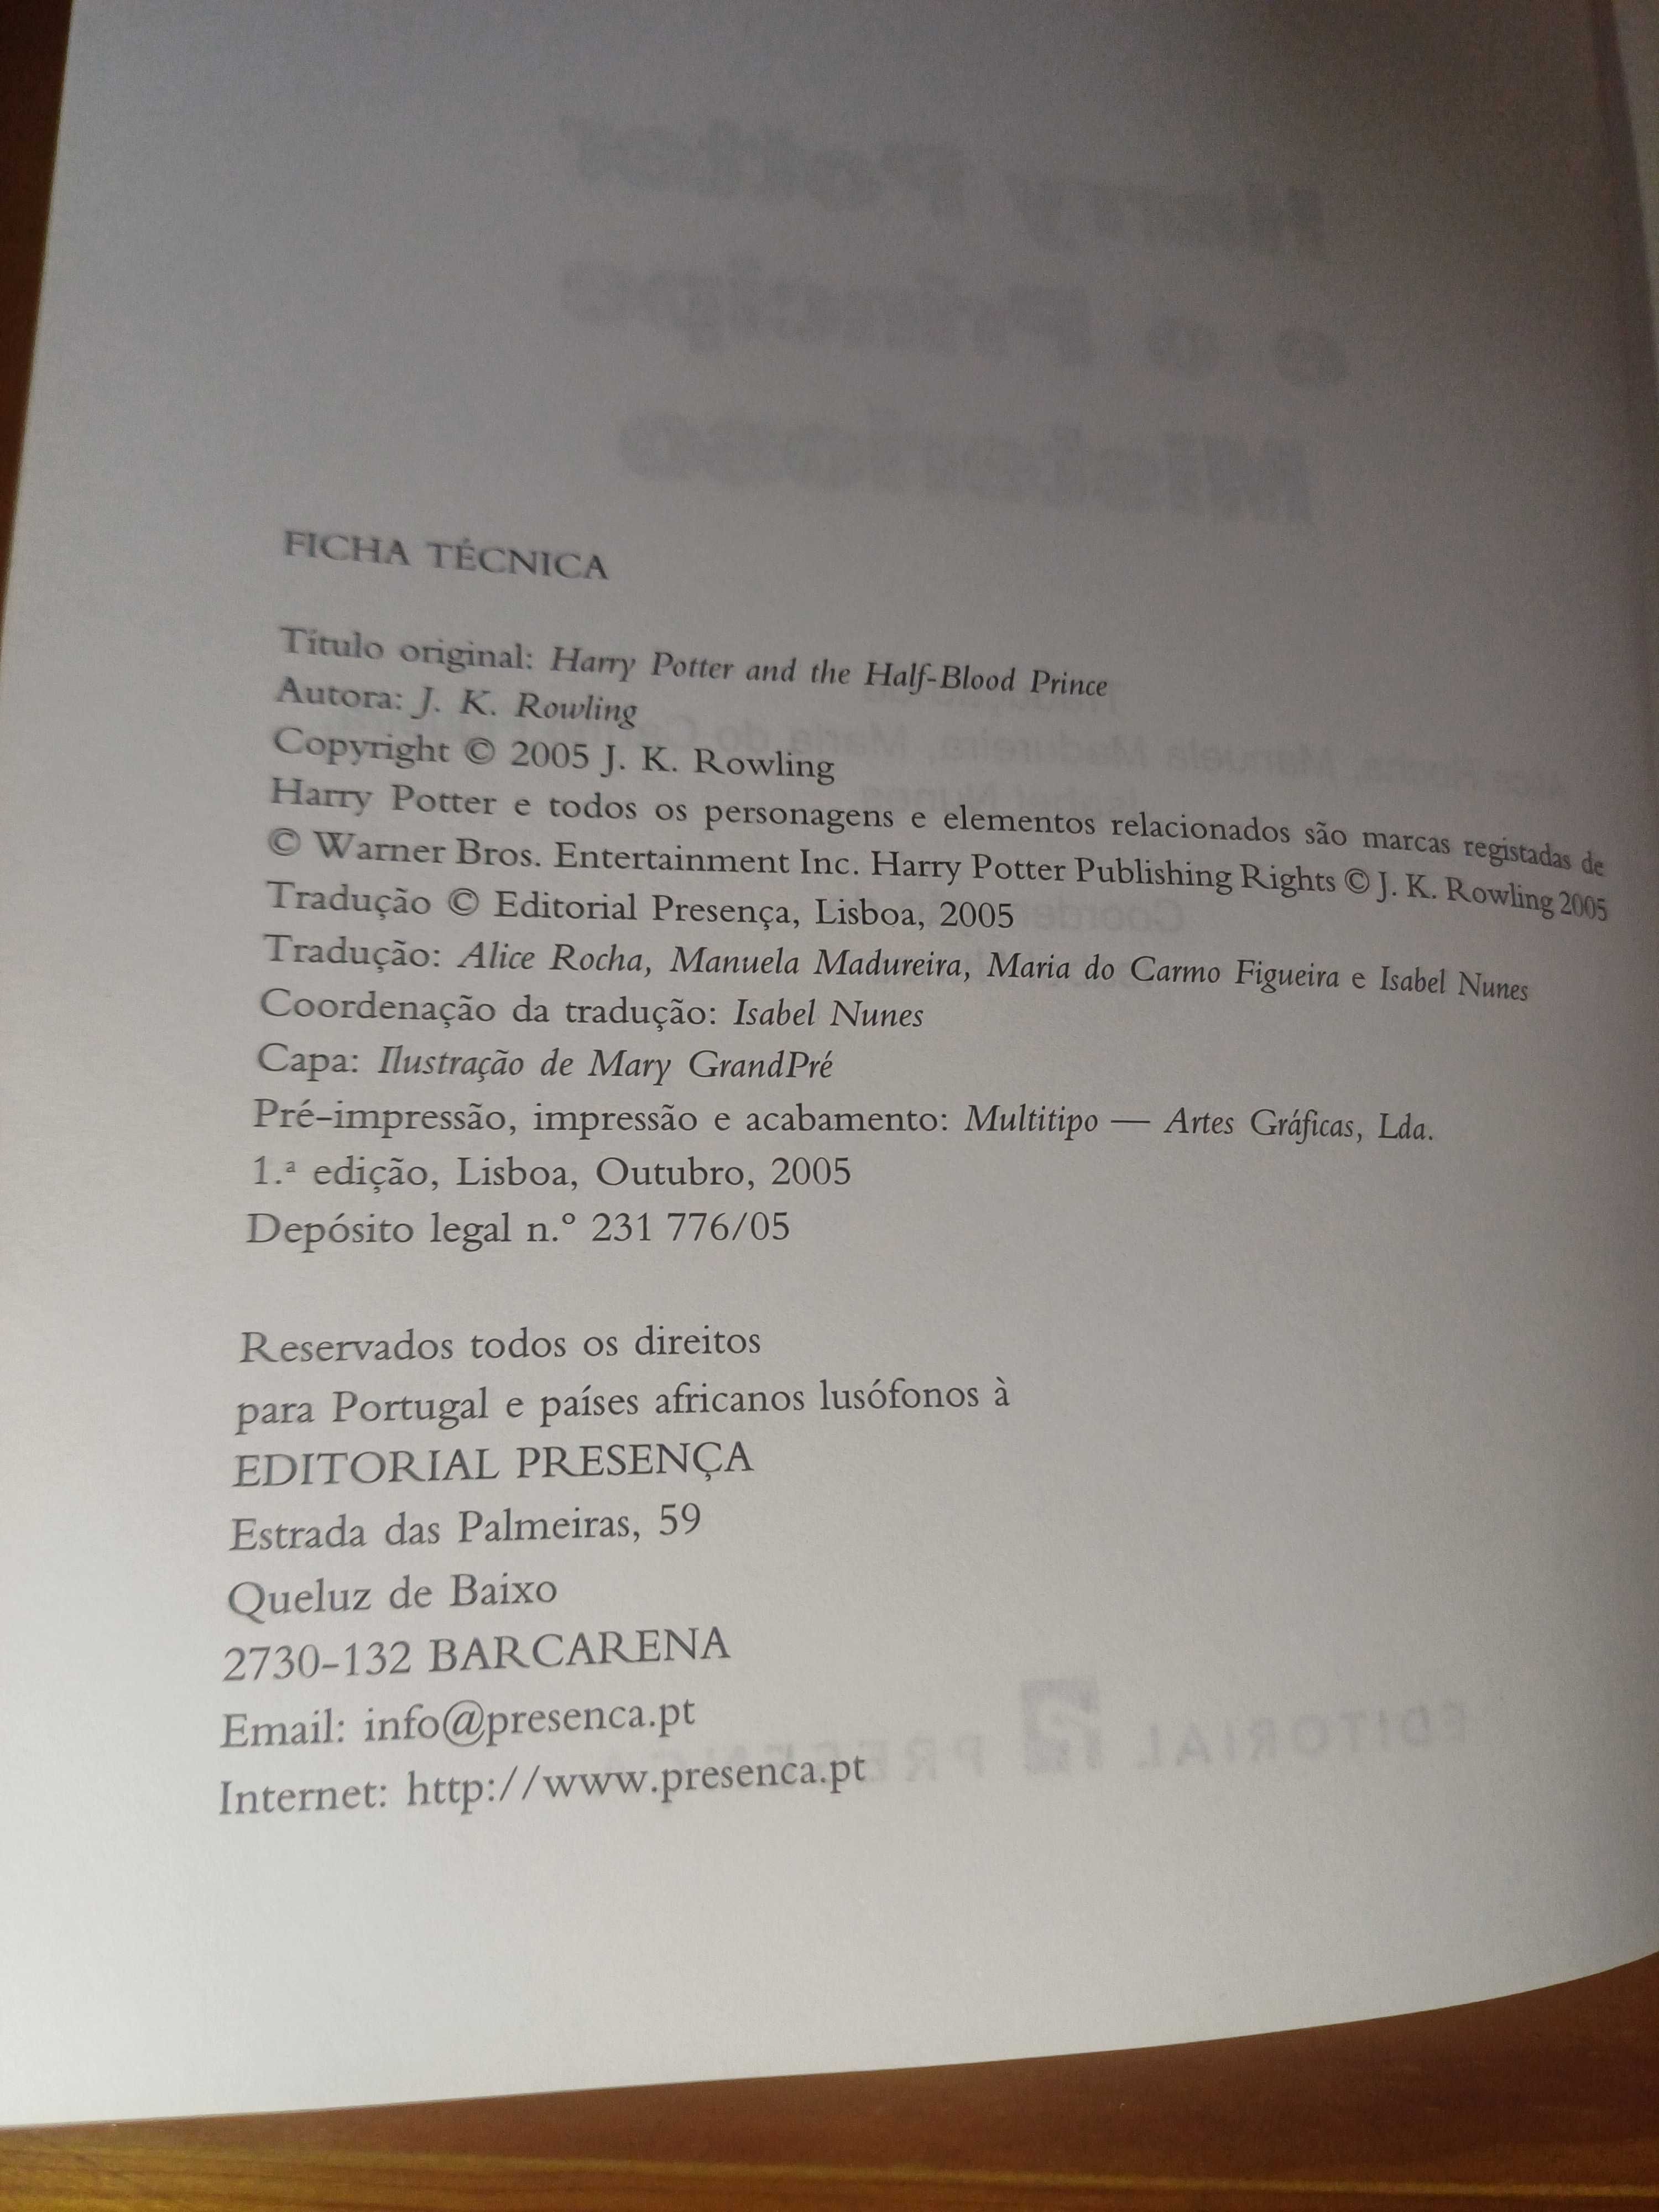 FICHA TÉCNICA
Título original: Harry Potter and the Half-Blood Prince
Autora: J. K. Rowling
Copyright © 2005 J. K. Rowling
Harry Potter e todos os personagens e elementos relacionados são marcas registadas de
© Warner Bros. Entertainment Inc. Harry Potter Publishing Rights © J. K. Rowling 2005
Tradução © Editorial Presença, Lisboa, 2005
Tradução: Alice Rocha, Manuela Madureira, Maria do Carmo Figueira e Isabel Nunes
Coordenação da tradução: Isabel Nunes
Capa: Ilustração de Mary GrandPré
Pré-impressão, impressão e acabamento: Multitipo — Artes Gráficas, Lda.
1.ª edição, Lisboa, Outubro, 2005
Depósito legal n.º 231 776/05
Reservados todos os direitos
para Portugal e países africanos lusófonos à
EDITORIAL PRESENÇA
Estrada das Palmeiras, 59
Queluz de Baixo
2730-132 BARCARENA
Email: info@presenca.pt
Internet: http://www.presenca.pt